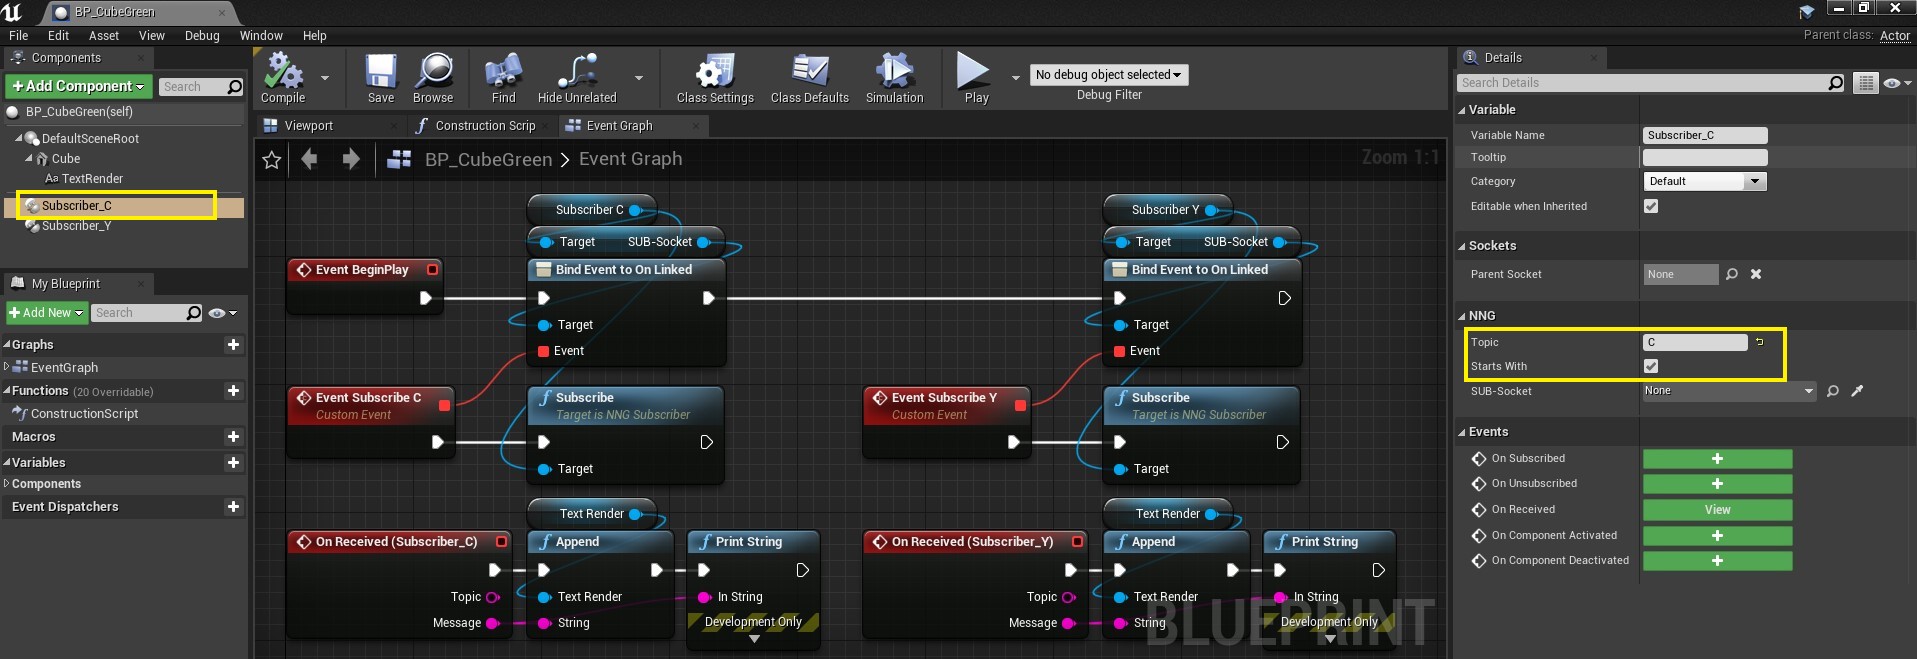 BP_CubeGreen
File Edit Asset View Debug Window Help
Parent class: Actor
Components
+Add Component
Search
BP_CubeGreen(self)
DefaultSceneRoot
Cube
Aa TextRender
Subscriber_C
Subscriber_Y
My Blueprint
+Add New
Search
Graphs
EventGraph
Functions (20 Overridable)
ConstructionScript
Macros
Variables
Components
Event Dispatchers
Compile
Save
Browse
Find
Hide Unrelated
Class Settings
Class Defaults
Simulation
Play
No debug object selected
Debug Filter
Viewport
Construction Scrip
Event Graph
BP_CubeGreen > Event Graph
Zoom 1:1
Subscriber C
Target SUB-Socket
Event BeginPlay
Bind Event to On Linked
Target
Event
Event Subscribe C
Custom Event
Subscribe
Target is NNG Subscriber
Target
Text Render
On Received (Subscriber_C)
Topic
Message
Append
Text Render
String
Print String
In String
Development Only
Subscriber Y
Target SUB-Socket
Bind Event to On Linked
Target
Event
Event Subscribe Y
Custom Event
Subscribe
Target is NNG Subscriber
Target
Text Render
On Received (Subscriber_Y)
Topic
Message
Append
Text Render
String
Print String
In String
Development Only
BLUEPRINT
Details
Search Details
Variable
Variable Name Subscriber_C
Tooltip
Category Default
Editable when Inherited
Sockets
Parent Socket None
NNG
Topic C
Starts With
SUB-Socket None
Events
On Subscribed +
On Unsubscribed +
On Received View
On Component Activated +
On Component Deactivated +